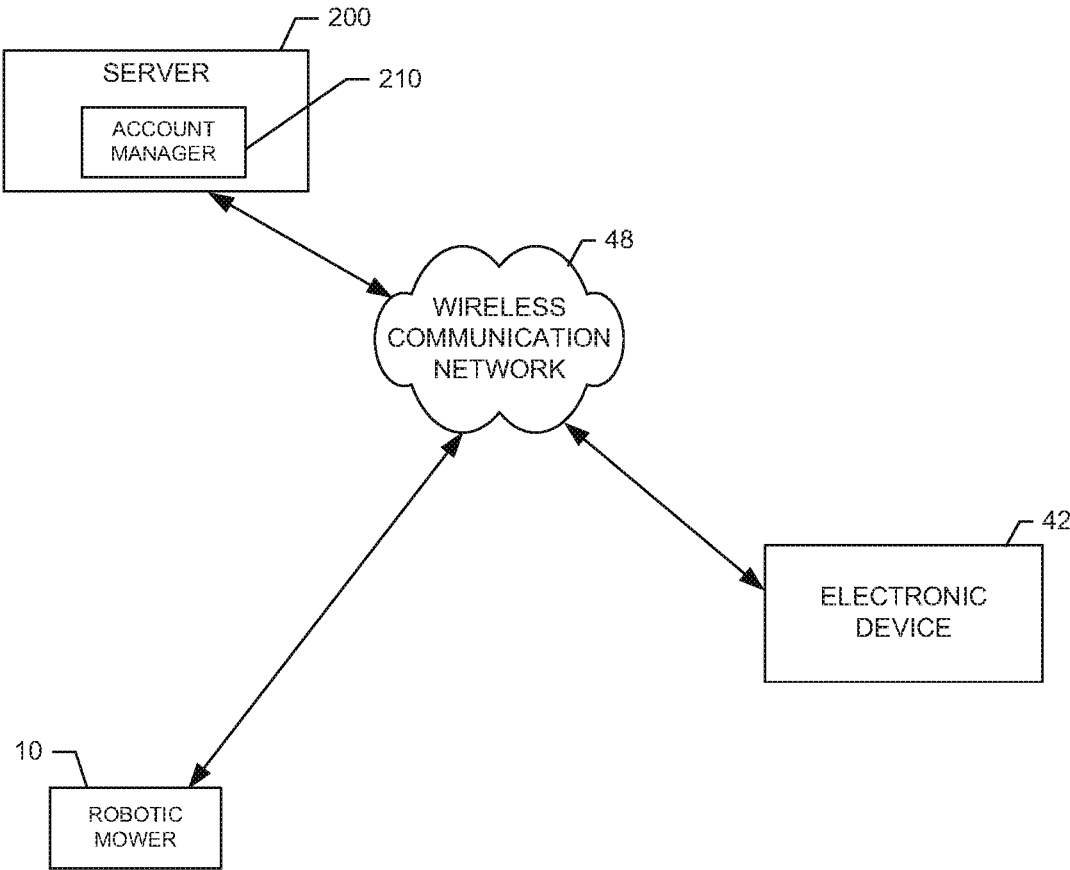 200
SERVER
210
ACCOUNT
MANAGER
48
WIRELESS
COMMUNICATION
NETWORK
42
ELECTRONIC
DEVICE
10
ROBOTIC
MOWER